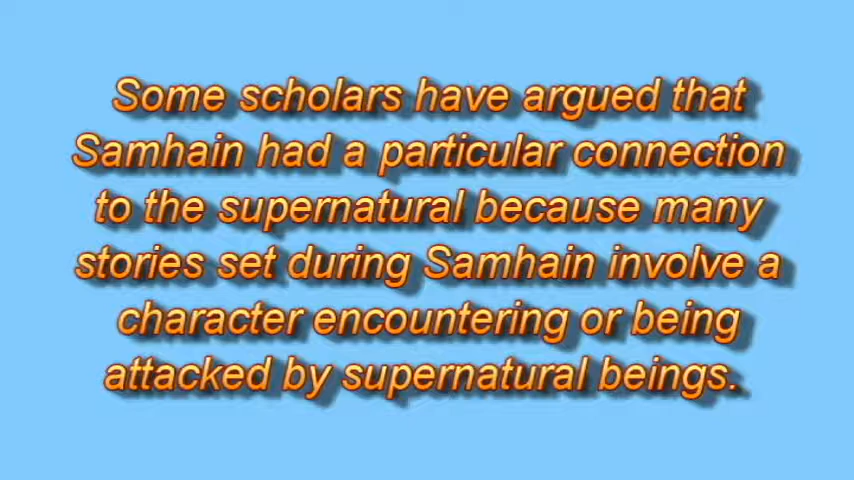 Some scholars have argued that
Samhain had a particular connection
to the supernatural because many
stories set during Samhain involve a
character encountering or being
attacked by supernatural beings.